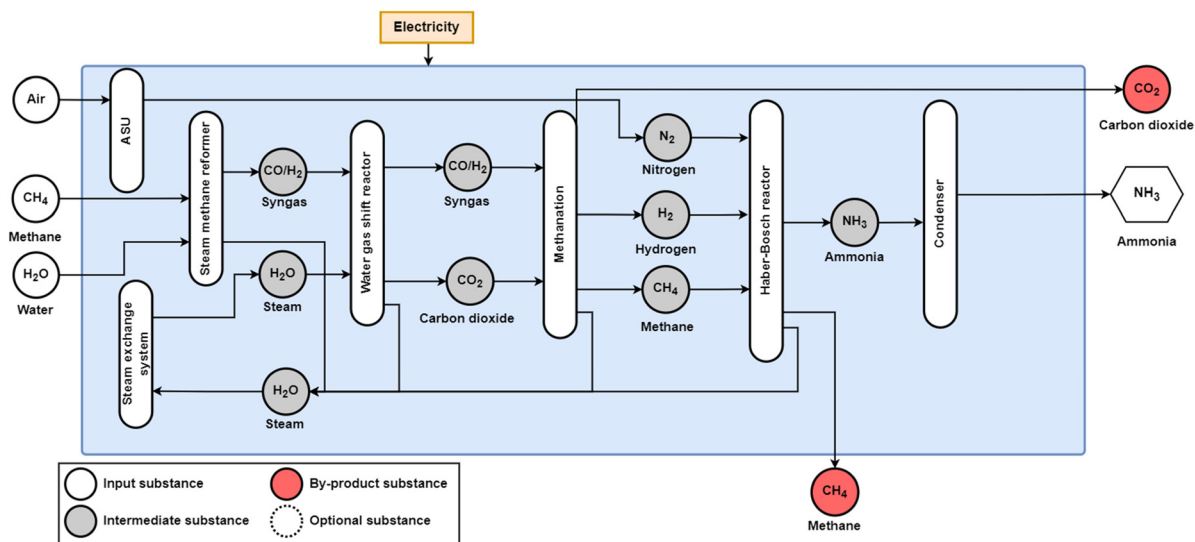 Electricity
Air
ASU
CH₄
Methane
H₂O
Water
Steam methane reformer
Steam exchange
system
CO/H₂
Syngas
H₂O
Steam
H₂O
Steam
Water gas shift reactor
CO/H₂
Syngas
CO₂
Carbon dioxide
Methanation
N₂
Nitrogen
H₂
Hydrogen
CH₄
Methane
Haber-Bosch reactor
NH₃
Ammonia
Condenser
CO₂
Carbon dioxide
NH₃
Ammonia
CH₄
Methane
Input substance
By-product substance
Intermediate substance
Optional substance